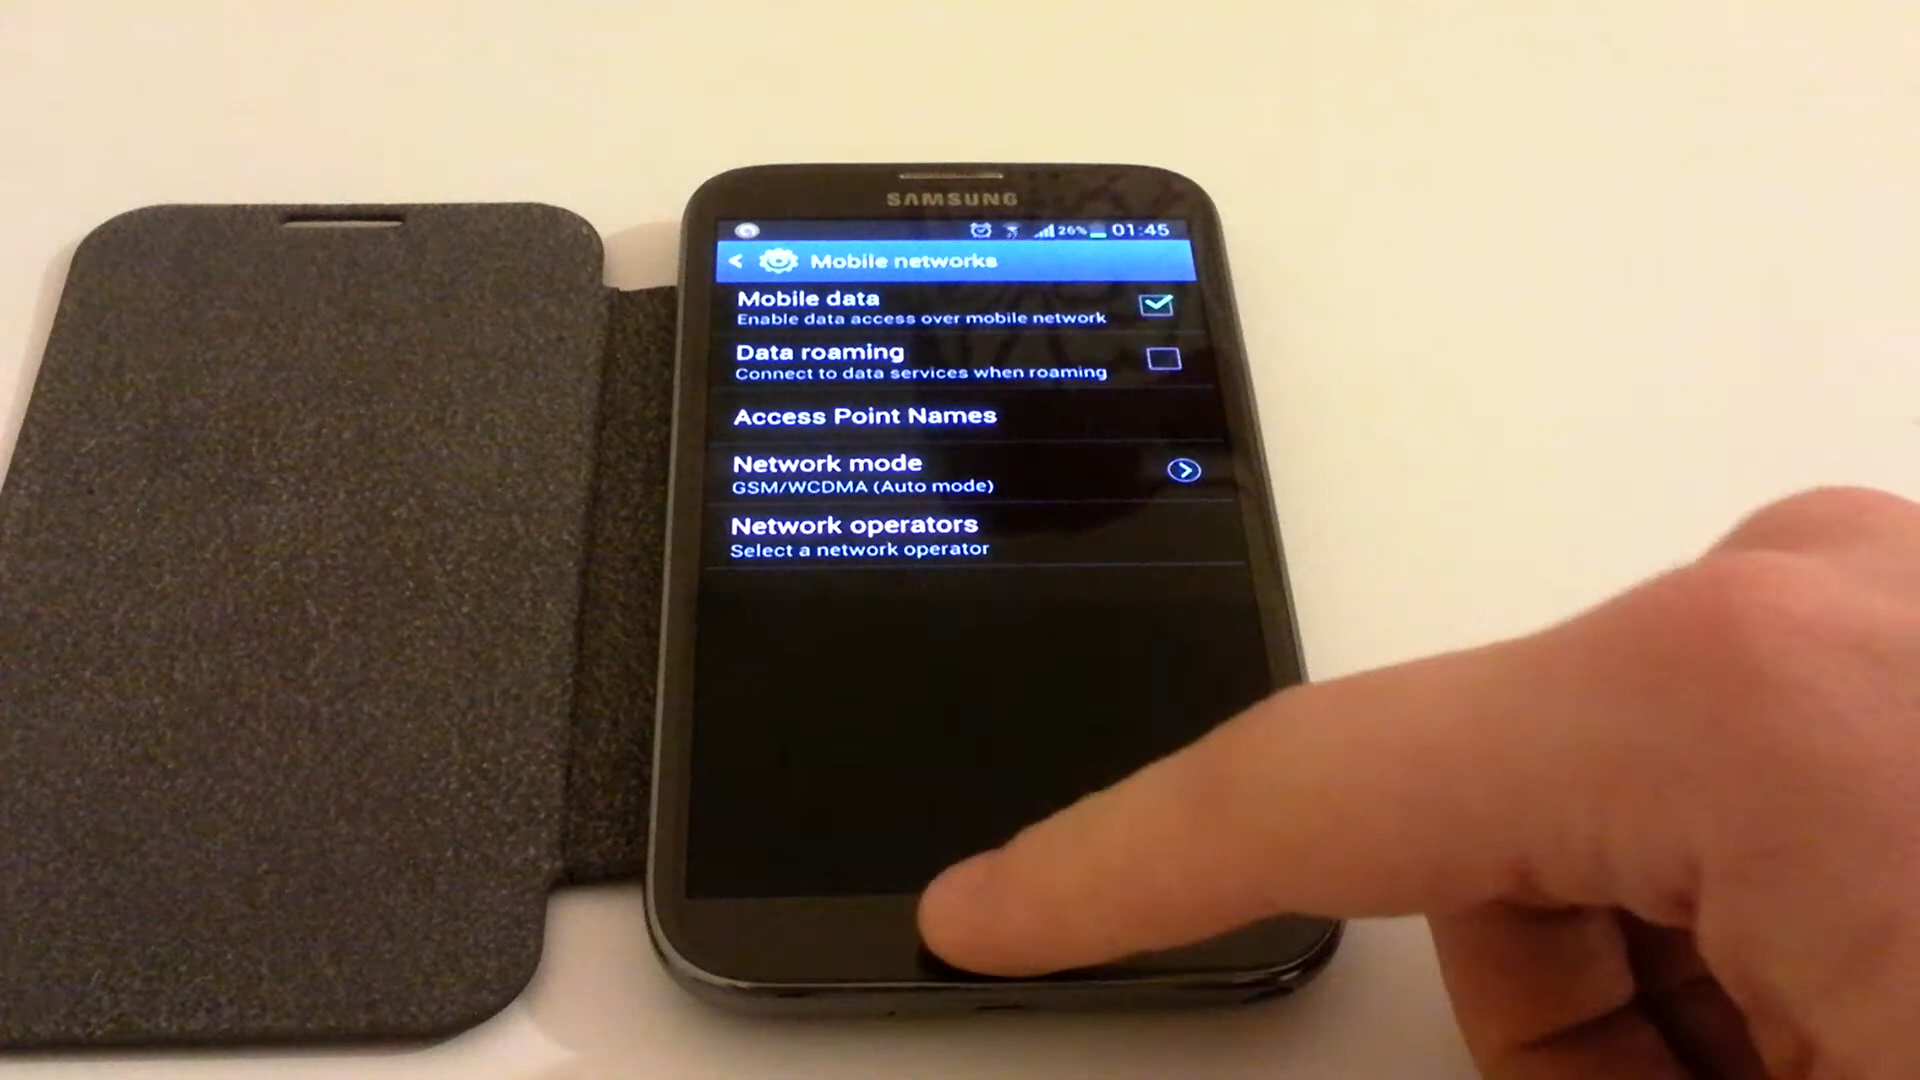 SAMSUNG
26% 01:45
< Mobile networks
Mobile data
Enable data access over mobile network
Data roaming
Connect to data services when roaming
Access Point Names
Network mode
GSM/WCDMA (Auto mode)
Network operators
Select a network operator